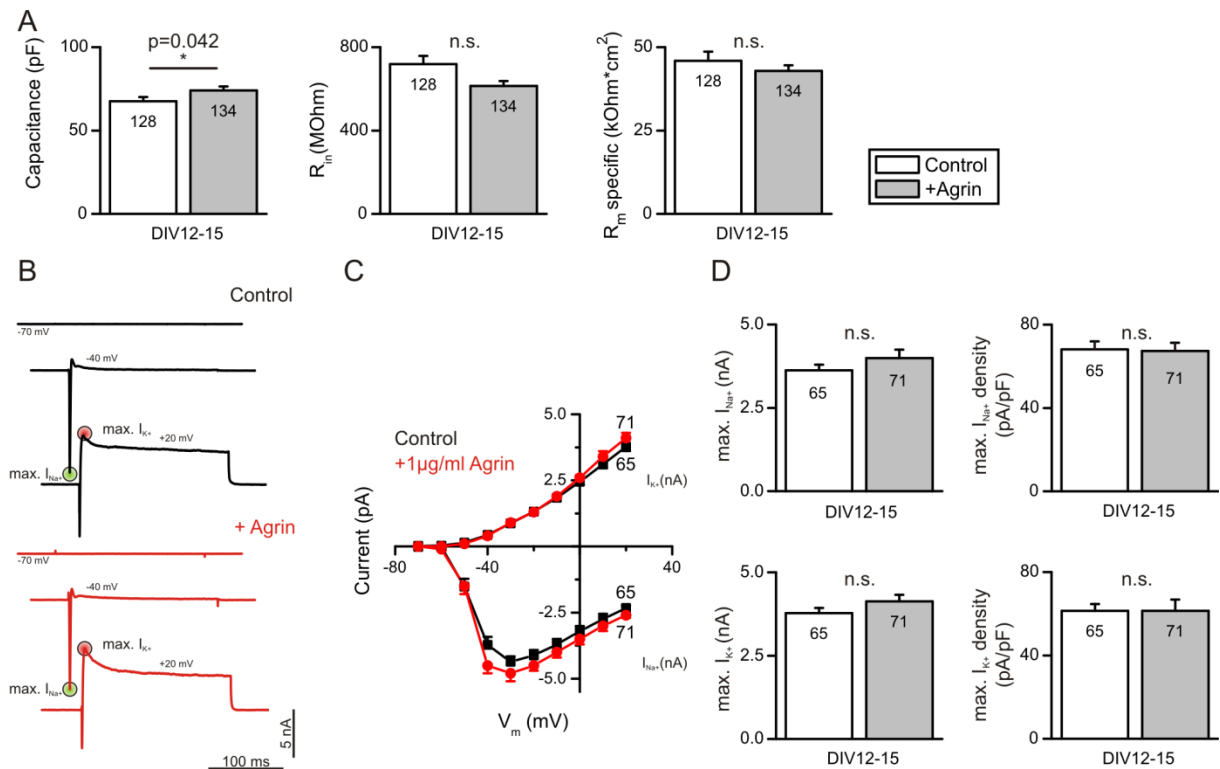 A
Capacitance (pF)
100
50
0
p=0.042
*
128
134
DIV12-15
R_in (MOhm)
800
400
0
n.s.
128
134
DIV12-15
R_m specific (kOhm*cm²)
50
25
0
n.s.
128
134
DIV12-15
Control
+Agrin
B
Control
-70 mV
-40 mV
max. I_K+
+20 mV
max. I_Na+
+ Agrin
-70 mV
-40 mV
max. I_K+
+20 mV
max. I_Na+
5 nA
100 ms
C
Control
+1µg/ml Agrin
Current (pA)
5.0
2.5
-2.5
-5.0
-80
-40
0
40
71
65
I_K+(nA)
65
71
I_Na+(nA)
V_m (mV)
D
max. I_Na+ (nA)
5.0
2.5
0.0
n.s.
65
71
DIV12-15
max. I_Na+ density
(pA/pF)
80
40
0
n.s.
65
71
DIV12-15
max. I_K+ (nA)
5.0
2.5
0.0
n.s.
65
71
DIV12-15
max. I_K+ density
(pA/pF)
80
40
0
n.s.
65
71
DIV12-15